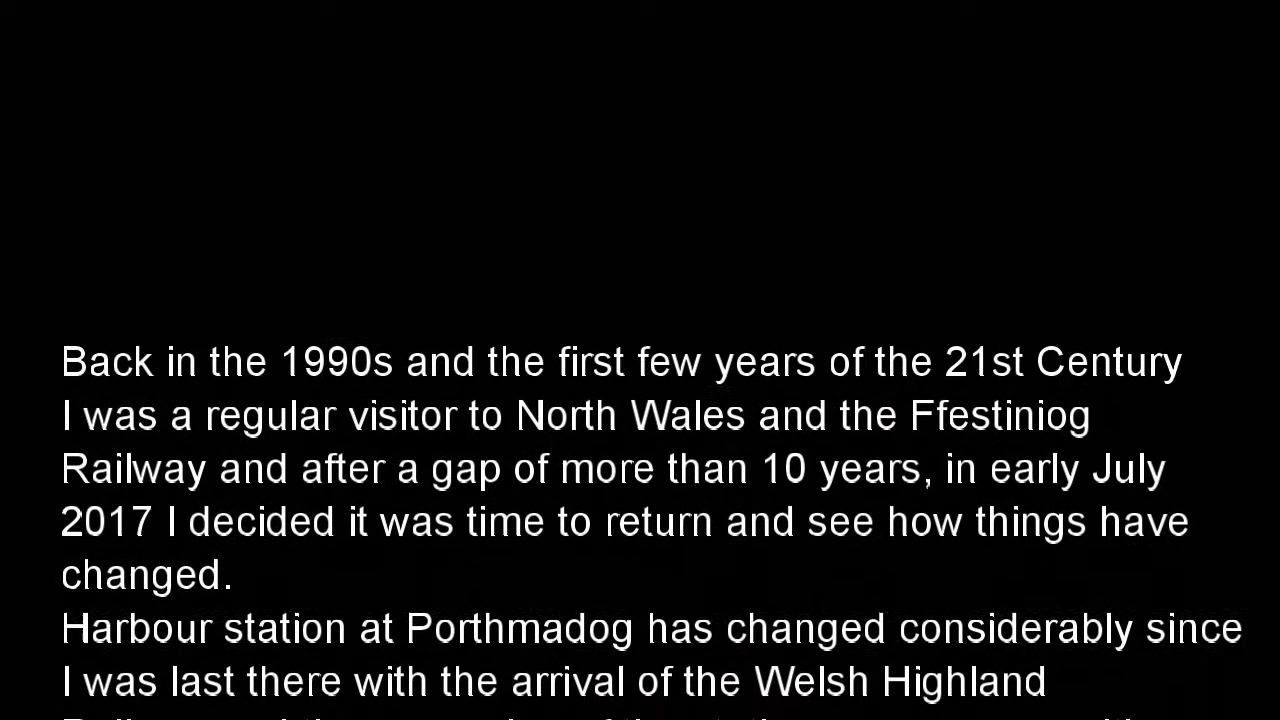 Back in the 1990s and the first few years of the 21st Century
I was a regular visitor to North Wales and the Ffestiniog
Railway and after a gap of more than 10 years, in early July
2017 I decided it was time to return and see how things have
changed.
Harbour station at Porthmadog has changed considerably since
I was last there with the arrival of the Welsh Highland